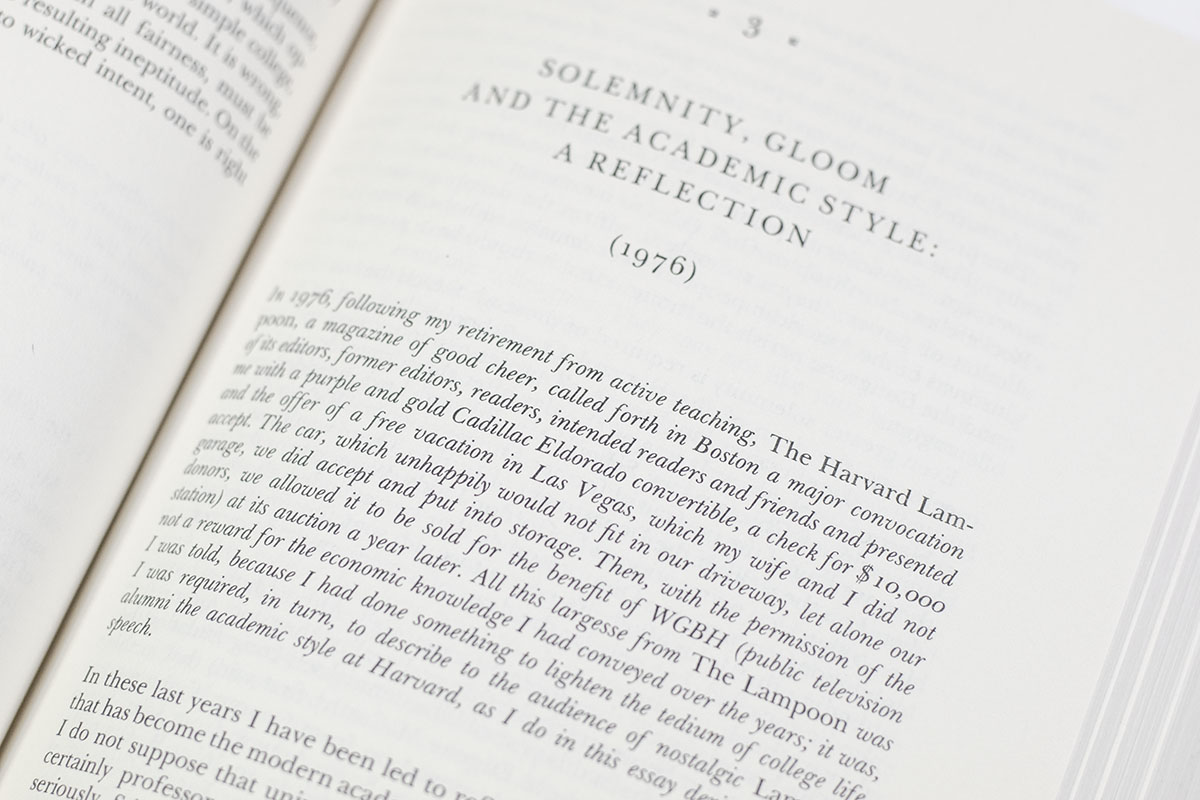 which op
simple college.
world. It is wrong,
all fairness, must be
resulting ineptitude. On the
to wicked intent, one is right
• 3 •
SOLEMNITY, GLOOM
AND THE ACADEMIC STYLE:
A REFLECTION
(1976)
In 1976, following my retirement from active teaching, The Harvard Lam-
poon, a magazine of good cheer, called forth in Boston a major convocation
of its editors, former editors, readers, intended readers and friends and presented
me with a purple and gold Cadillac Eldorado convertible, a check for $10,000
and the offer of a free vacation in Las Vegas, which my wife and I did not
accept. The car, which unhappily would not fit in our driveway, let alone our
garage, we did accept and put into storage. Then, with the permission of the
donors, we allowed it to be sold for the benefit of WGBH (public television
station) at its auction a year later. All this largesse from The Lampoon was
not a reward for the economic knowledge I had conveyed over the years; it was,
I was told, because I had done something to lighten the tedium of college life.
I was required, in turn, to describe to the audience of nostalgic Lam
alumni the academic style at Harvard, as I do in this essay
speech.
In these last years I have been led to
that has become the modern
I do not suppose that
certainly
seriously.